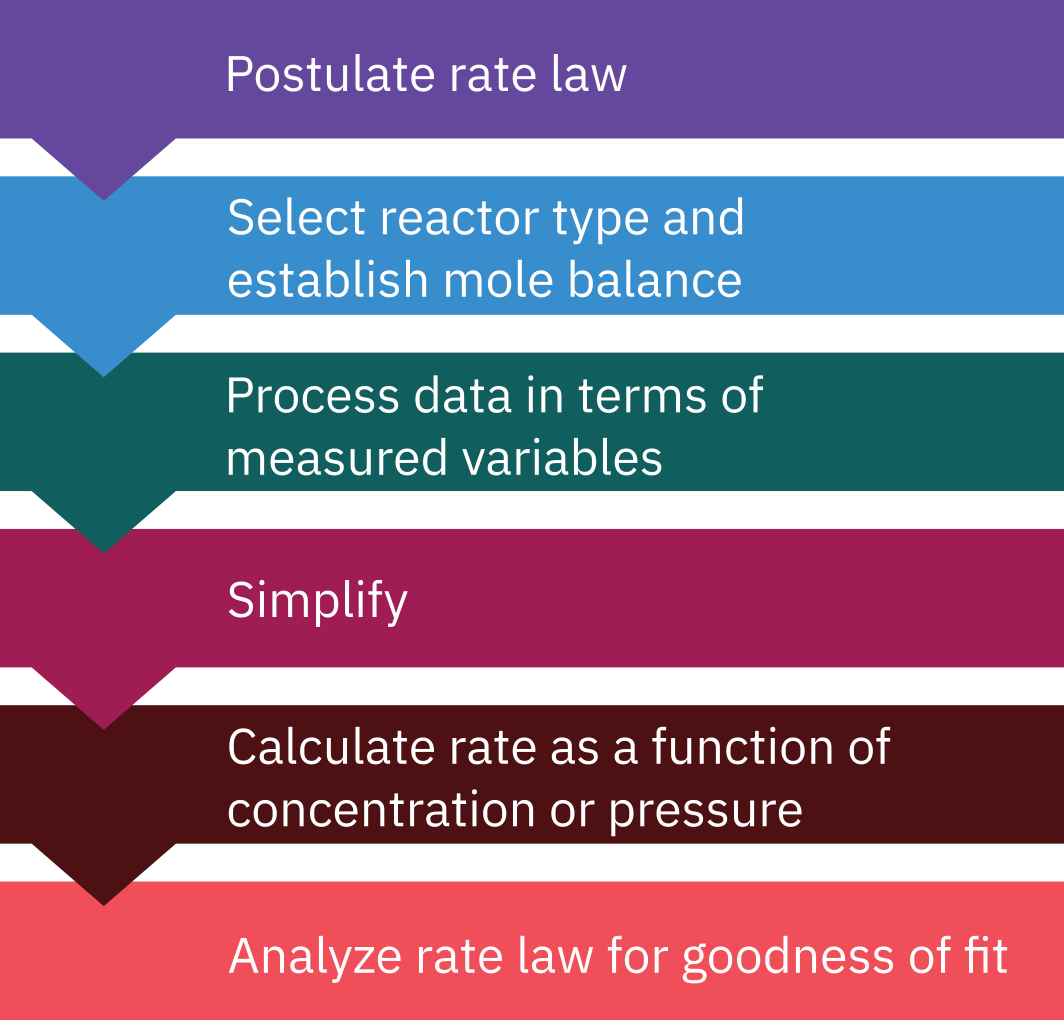 Postulate rate law
Select reactor type and
establish mole balance
Process data in terms of
measured variables
Simplify
Calculate rate as a function of
concentration or pressure
Analyze rate law for goodness of fit